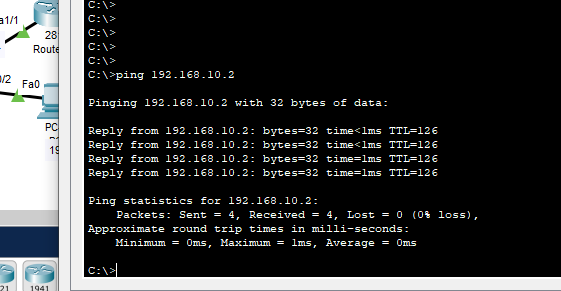 C:\>
C:\>
C:\>
C:\>
C:\>
C:\>ping 192.168.10.2
Pinging 192.168.10.2 with 32 bytes of data:
Reply from 192.168.10.2: bytes=32 time<1ms TTL=126
Reply from 192.168.10.2: bytes=32 time<1ms TTL=126
Reply from 192.168.10.2: bytes=32 time=1ms TTL=126
Reply from 192.168.10.2: bytes=32 time=1ms TTL=126
Ping statistics for 192.168.10.2:
Packets: Sent = 4, Received = 4, Lost = 0 (0% loss),
Approximate round trip times in milli-seconds:
Minimum = 0ms, Maximum = 1ms, Average = 0ms
C:\>
a1/1
28
Route
0/2
Fa0
PC
19
21
1941